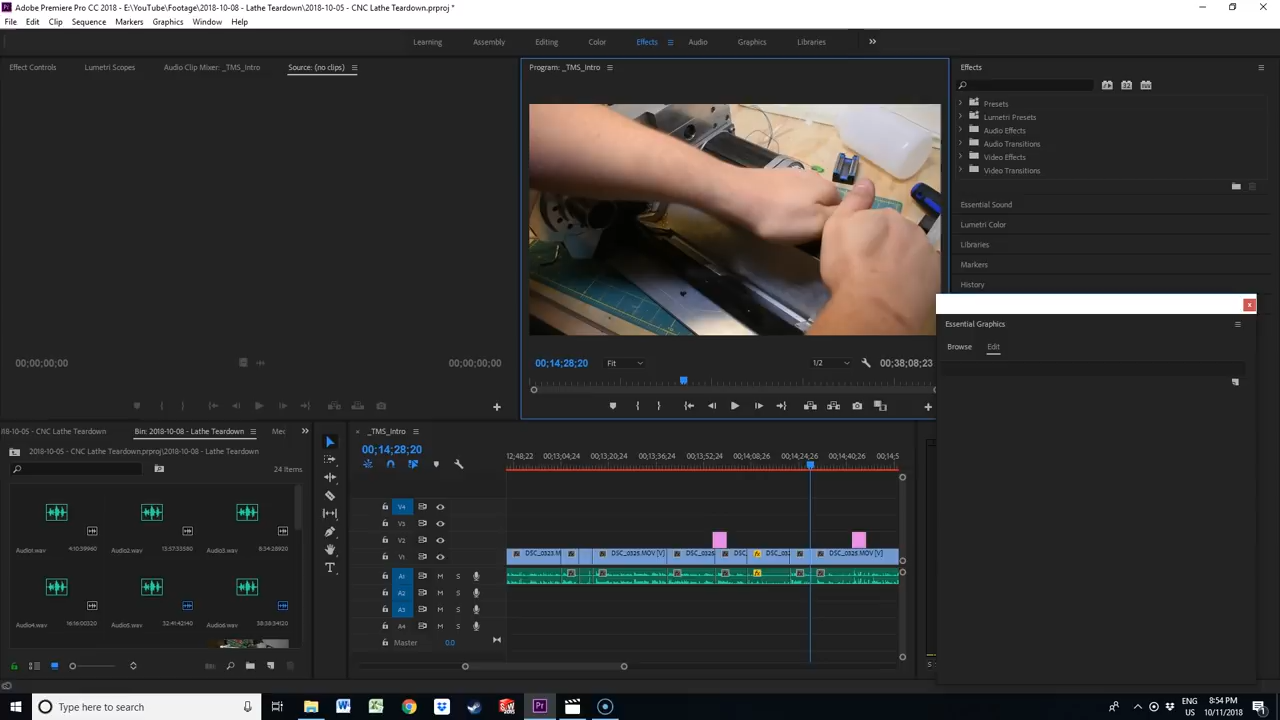 Adobe Premiere Pro CC 2018 - E:\YouTube\Footage\2018-10-08 - Lathe Teardown\2018-10-05 - CNC Lathe Teardown.prproj *
File Edit Clip Sequence Markers Graphics Window Help
Learning Assembly Editing Color Effects Audio Graphics Libraries
Effect Controls Lumetri Scopes Audio Clip Mixer: _TMS_Intro Source: (no clips)
Program: _TMS_Intro
Effects
Presets
Lumetri Presets
Audio Effects
Audio Transitions
Video Effects
Video Transitions
Essential Sound
Lumetri Color
Libraries
Markers
History
Essential Graphics
Browse Edit
00;00;00;00 00;00;00;00
00;14;28;20 Fit 1/2 00;38;08;23
l8-10-05 - CNC Lathe Teardown Bin: 2018-10-08 - Lathe Teardown
2018-10-05 - CNC Lathe Teardown.prproj\2018-10-08 - Lathe Teardown
24 Items
Audio1.wav 4:10:39960
Audio2.wav 13:57:33580
Audio3.wav 8:34:28920
Audio4.wav 16:16:00320
Audio5.wav 32:41:42140
Audio6.wav 38:58:34120
_TMS_Intro
00;14;28;20
12;48;22 00;13;04;24 00;13;20;24 00;13;36;24 00;13;52;24 00;14;08;26 00;14;24;26 00;14;40;26 00;14;5
V4
V3
V2
V1 DSC_0323.M DSC_0325.MOV [V] DSC_0325 DSC_ DSC_032 DSC_0325.MOV [V]
A1 M S
A2 M S
A3 M S
A4 M S
Master 0.0
Type here to search
ENG
US
8:54 PM
10/11/2018